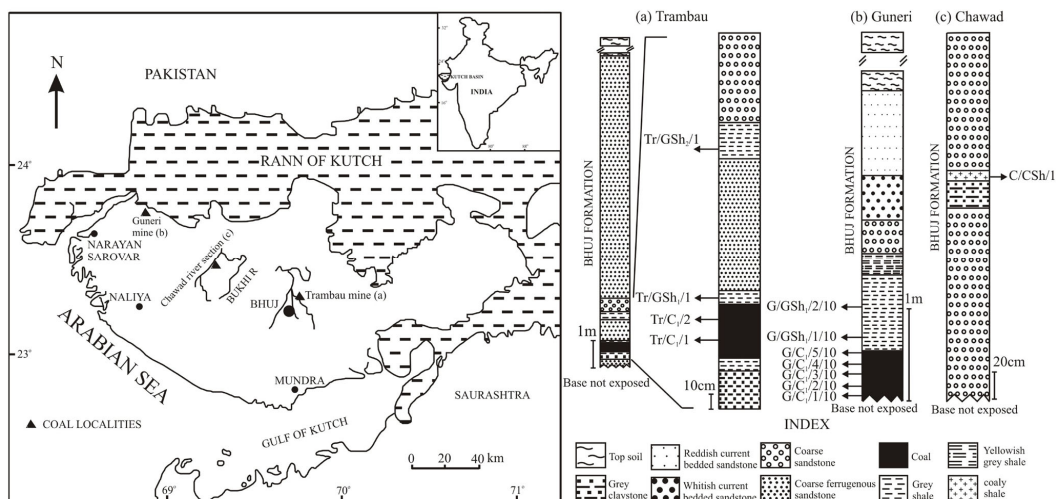 N
PAKISTAN
KUTCH BASIN
INDIA
24°
RANN OF KUTCH
Guneri
mine (b)
NARAYAN
SAROVAR
Chawad river section (c)
BUKHI R
NALIYA
BHUJ
Trambau mine (a)
ARABIAN SEA
23°
MUNDRA
SAURASHTRA
GULF OF KUTCH
COAL LOCALITIES
0 20 40 km
69°
70°
71°
(a) Trambau
BHUJ FORMATION
1m
Base not exposed
Tr/GSh₂/1
Tr/GSh₁/1
Tr/C₁/2
Tr/C₁/1
10cm
(b) Guneri
BHUJ FORMATION
G/GSh₁/2/10
G/GSh₁/1/10
G/C₁/5/10
G/C₁/4/10
G/C₁/3/10
G/C₁/2/10
G/C₁/1/10
1m
Base not exposed
(c) Chawad
BHUJ FORMATION
C/CSh/1
20cm
Base not exposed
INDEX
Top soil
Reddish current
bedded sandstone
Coarse
sandstone
Coal
Yellowish
grey shale
Grey
claystone
Whitish current
bedded sandstone
Coarse ferrugenous
sandstone
Grey
shale
coaly
shale